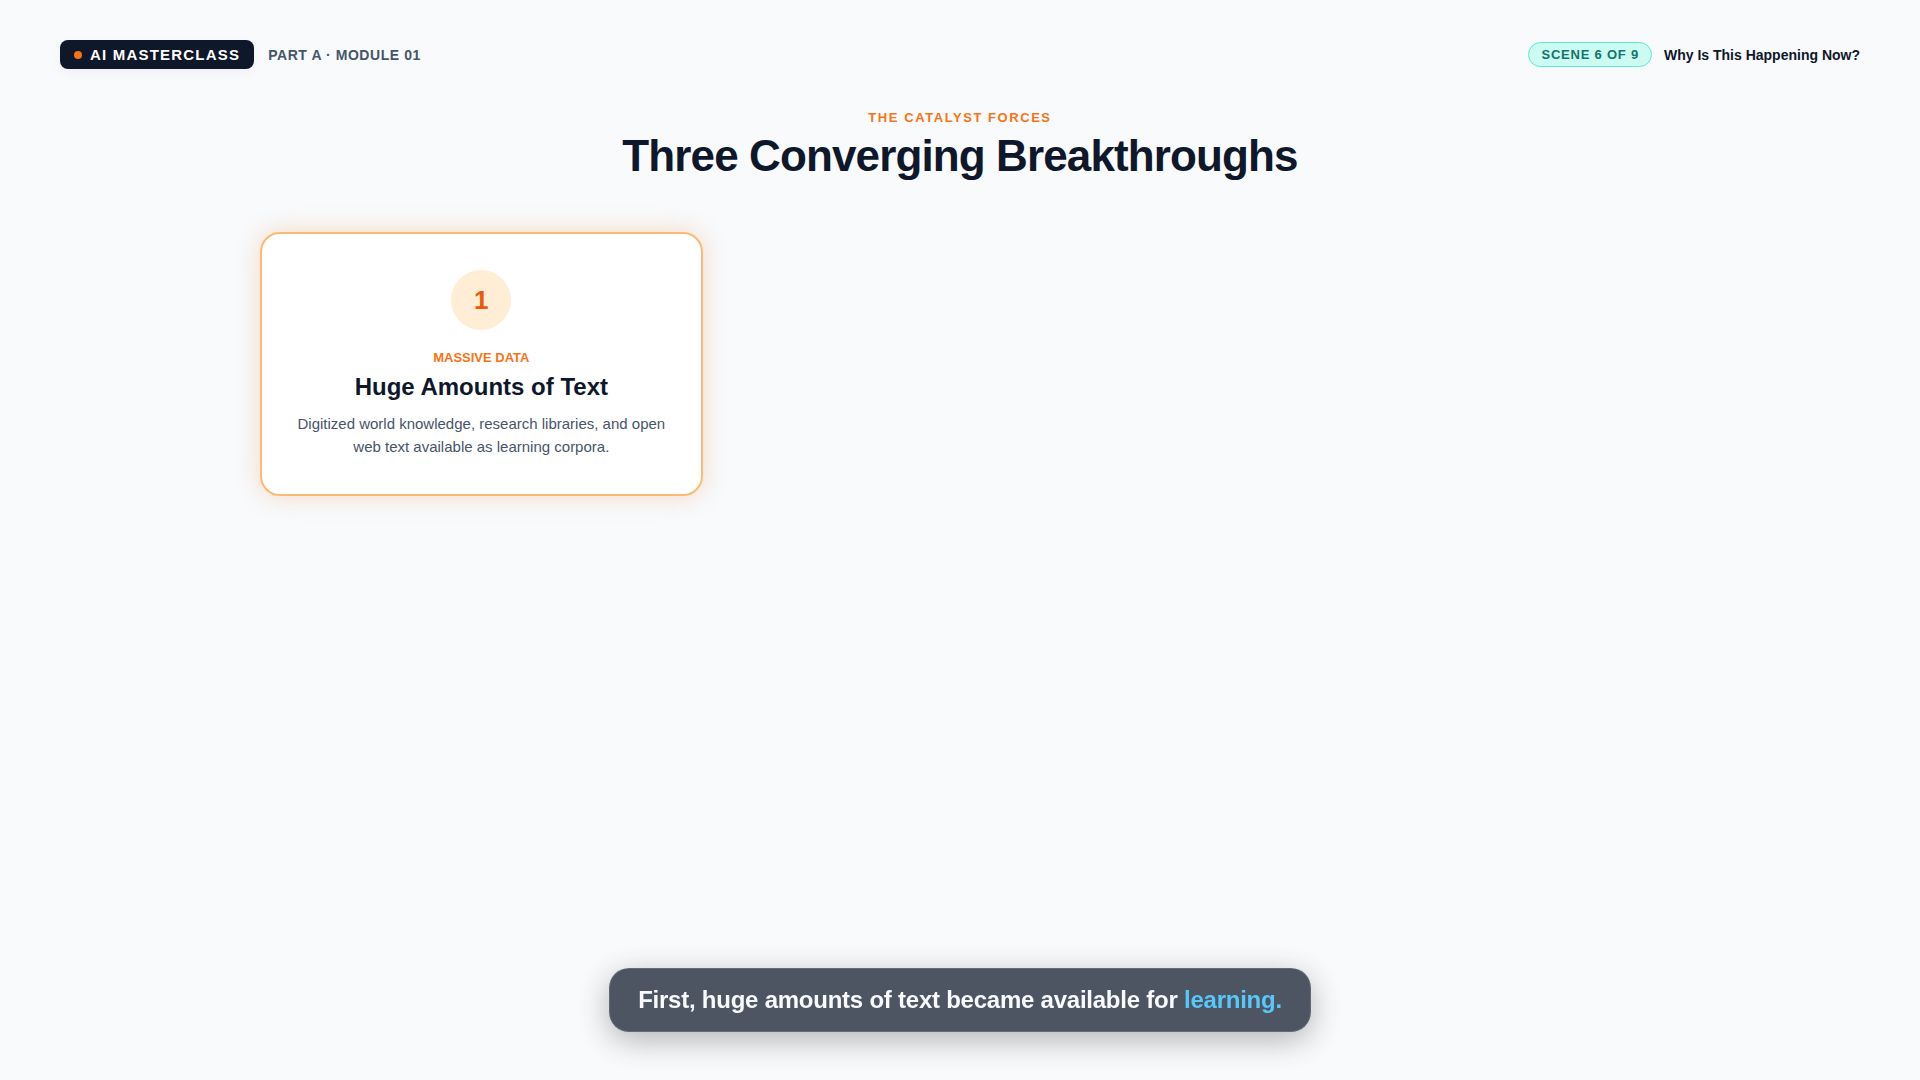 AI MASTERCLASS
PART A · MODULE 01
SCENE 6 OF 9
Why Is This Happening Now?
THE CATALYST FORCES
Three Converging Breakthroughs
1
MASSIVE DATA
Huge Amounts of Text
Digitized world knowledge, research libraries, and open
web text available as learning corpora.
First, huge amounts of text became available for learning.